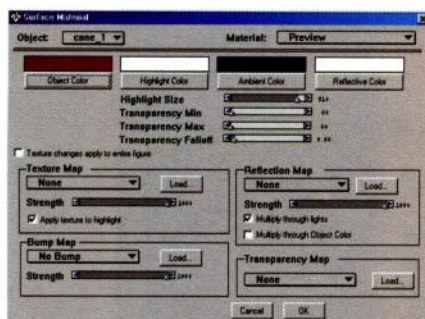 Surface Material
Object: cane_1 Material: Preview
Object Color Highlight Color Ambient Color Reflective Color
Highlight Size
Transparency Min
Transparency Max
Transparency Falloff
Texture changes apply to entire figure
Texture Map
None Load...
Strength
Apply texture to highlight
Reflection Map
None Load...
Strength
Multiply through lights
Multiply through Object Color
Bump Map
No Bump Load...
Strength
Transparency Map
None Load...
Cancel OK